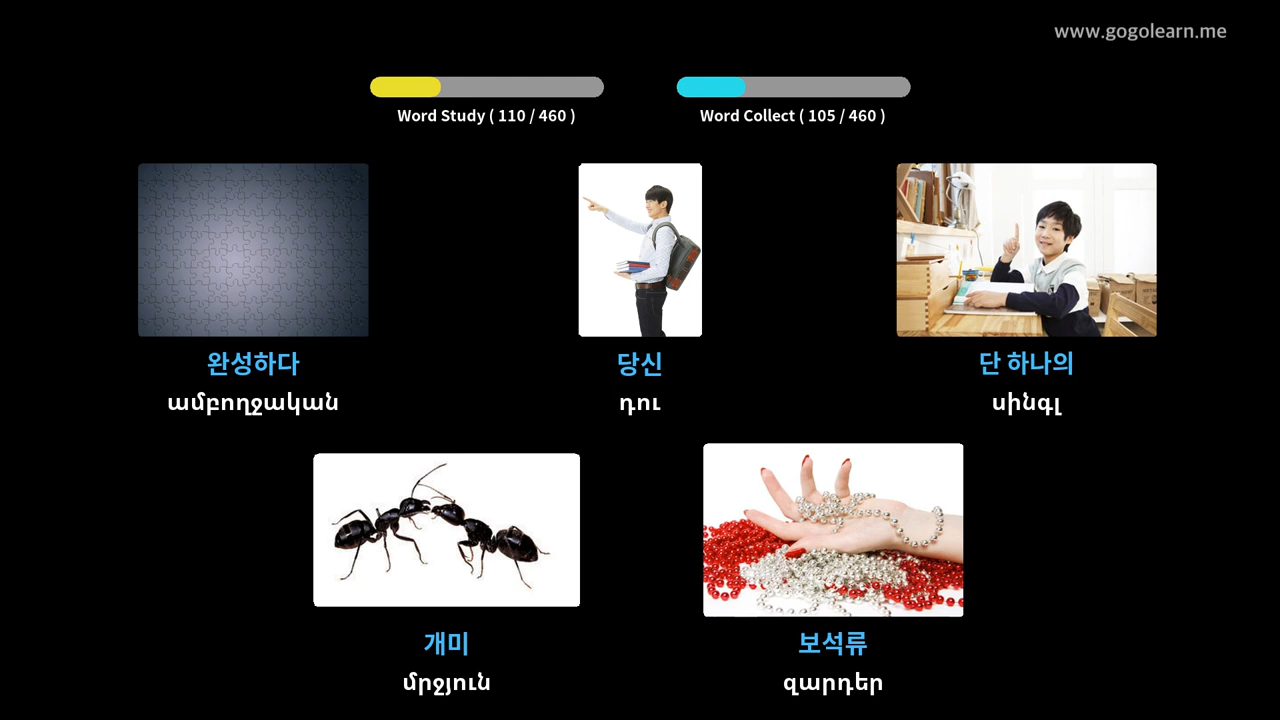 www.gogolearn.me
Word Study ( 110 / 460 )
Word Collect ( 105 / 460 )
완성하다
ամբողջական
당신
դու
단 하나의
սինգլ
개미
մրջյուն
보석류
զարդեր